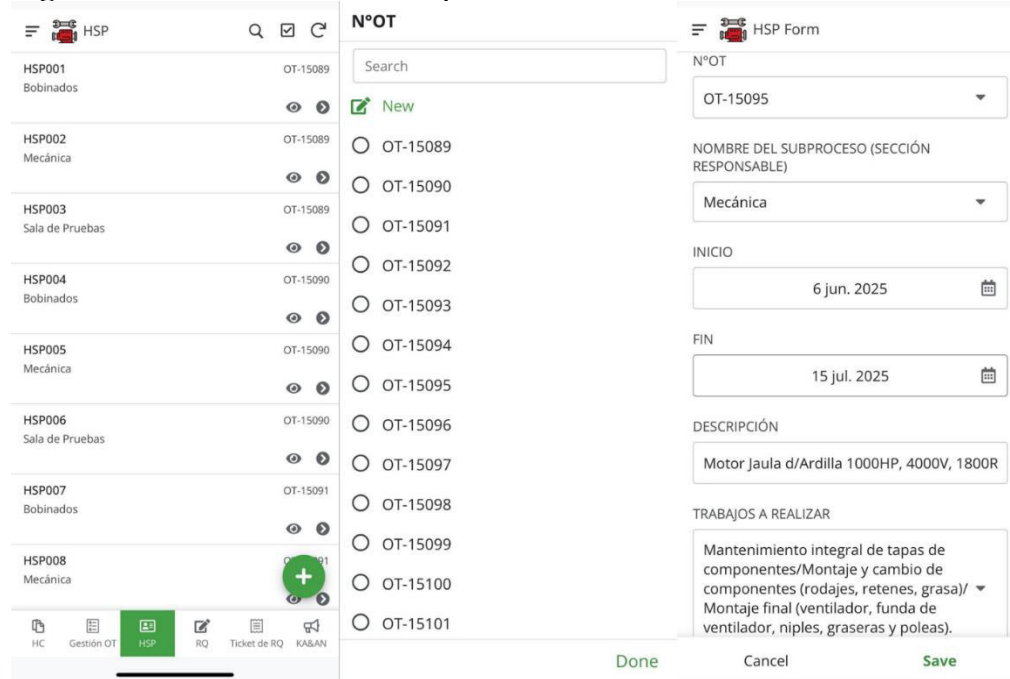 HSP
HSP001
OT-15089
Bobinados
HSP002
OT-15089
Mecánica
HSP003
OT-15089
Sala de Pruebas
HSP004
OT-15090
Bobinados
HSP005
OT-15090
Mecánica
HSP006
OT-15090
Sala de Pruebas
HSP007
OT-15091
Bobinados
HSP008
Mecánica
HC
Gestión OT
HSP
RQ
Ticket de RQ
KA&AN
N°OT
Search
New
OT-15089
OT-15090
OT-15091
OT-15092
OT-15093
OT-15094
OT-15095
OT-15096
OT-15097
OT-15098
OT-15099
OT-15100
OT-15101
Done
HSP Form
N°OT
OT-15095
NOMBRE DEL SUBPROCESO (SECCIÓN
RESPONSABLE)
Mecánica
INICIO
6 jun. 2025
FIN
15 jul. 2025
DESCRIPCIÓN
Motor Jaula d/Ardilla 1000HP, 4000V, 1800R
TRABAJOS A REALIZAR
Mantenimiento integral de tapas de
componentes/Montaje y cambio de
componentes (rodajes, retenes, grasa)/
Montaje final (ventilador, funda de
ventilador, niples, graseras y poleas).
Cancel
Save